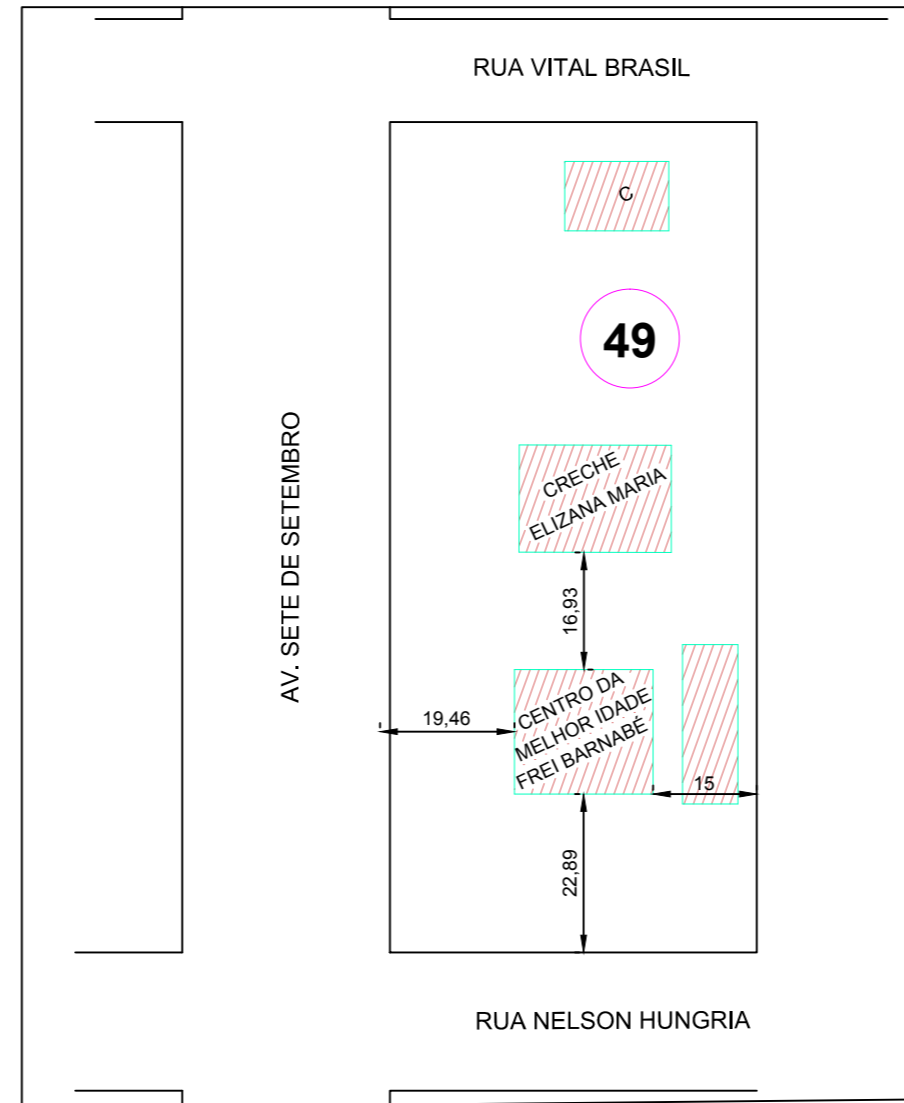 RUA VITAL BRASIL
C
49
AV. SETE DE SETEMBRO
CRECHE
ELIZANA MARIA
16,93
19,46
CENTRO DA
MELHOR IDADE
FREI BARNABÉ
15
22,89
RUA NELSON HUNGRIA